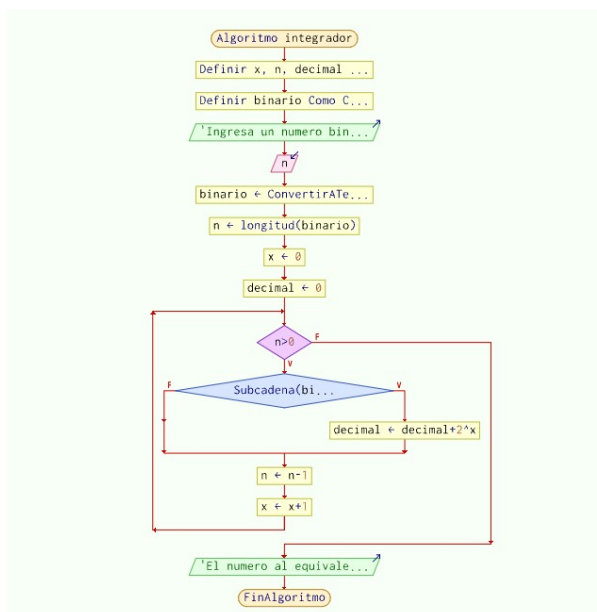 Algoritmo integrador
Definir x, n, decimal ...
Definir binario Como C...
'Ingresa un numero bin...
n
binario ← ConvertirATe...
n ← longitud(binario)
x ← 0
decimal ← 0
n>0
F
V
F
Subcadena(bi...
V
decimal ← decimal+2^x
n ← n-1
x ← x+1
'El numero al equivale...
FinAlgoritmo